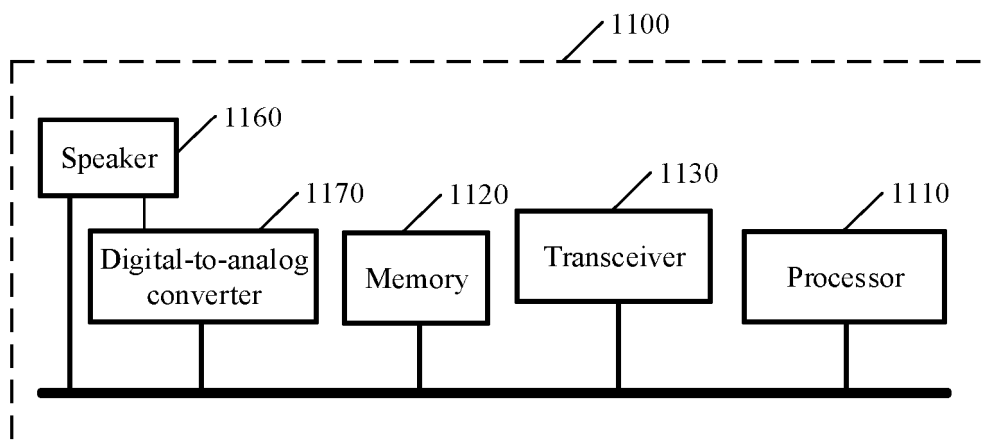 1100
1160
Speaker
1170
1120
1130
1110
Digital-to-analog
converter
Memory
Transceiver
Processor